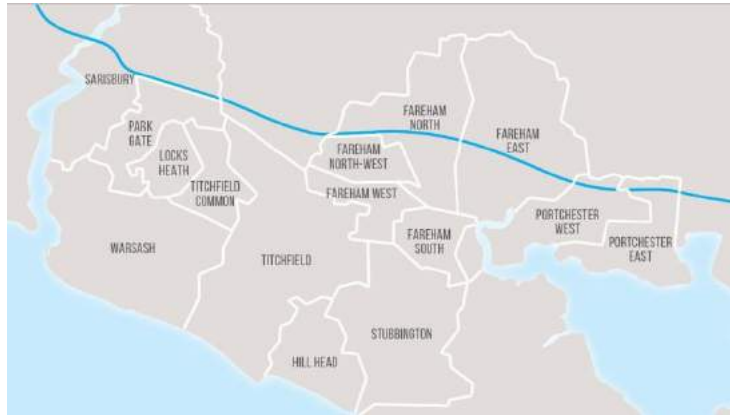 SARISBURY
PARK
GATE
LOCKS
HEATH
TITCHFIELD
COMMON
WARSASH
TITCHFIELD
HILL HEAD
STUBBINGTON
FAREHAM
NORTH
FAREHAM
NORTH-WEST
FAREHAM WEST
FAREHAM
SOUTH
FAREHAM
EAST
PORTCHESTER
WEST
PORTCHESTER
EAST